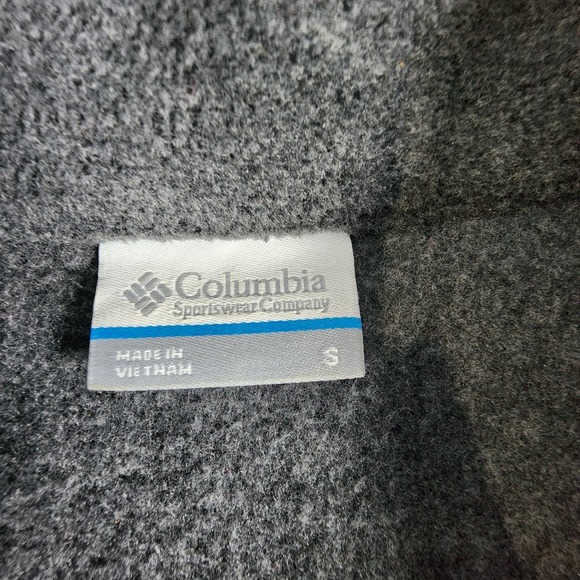 Columbia
Sportswear Company
MADE IN
VIETNAM
S